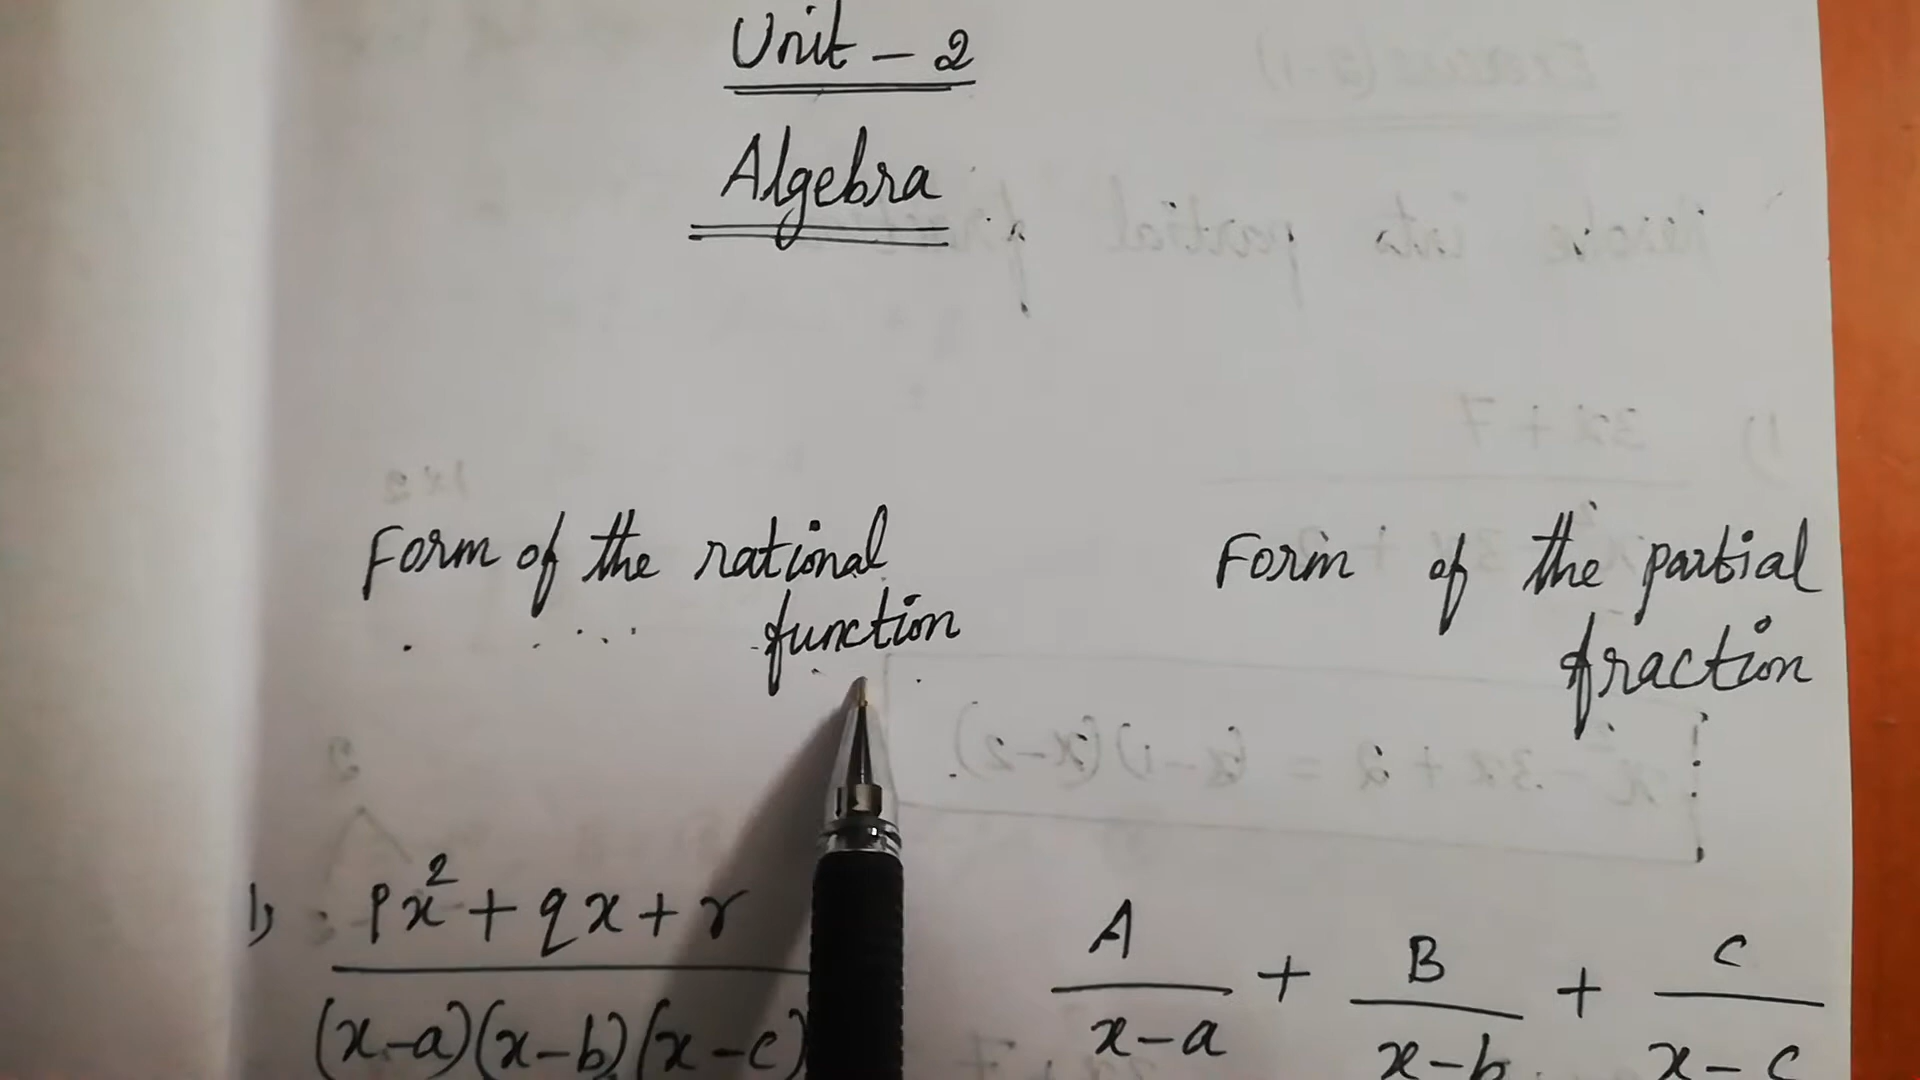 Unit - 2
Algebra
Form of the rational
function
Form of the partial
fraction
1) px² + qx + r
(x-a)(x-b)(x-c)
A/x-a + B/x-b + C/x-c